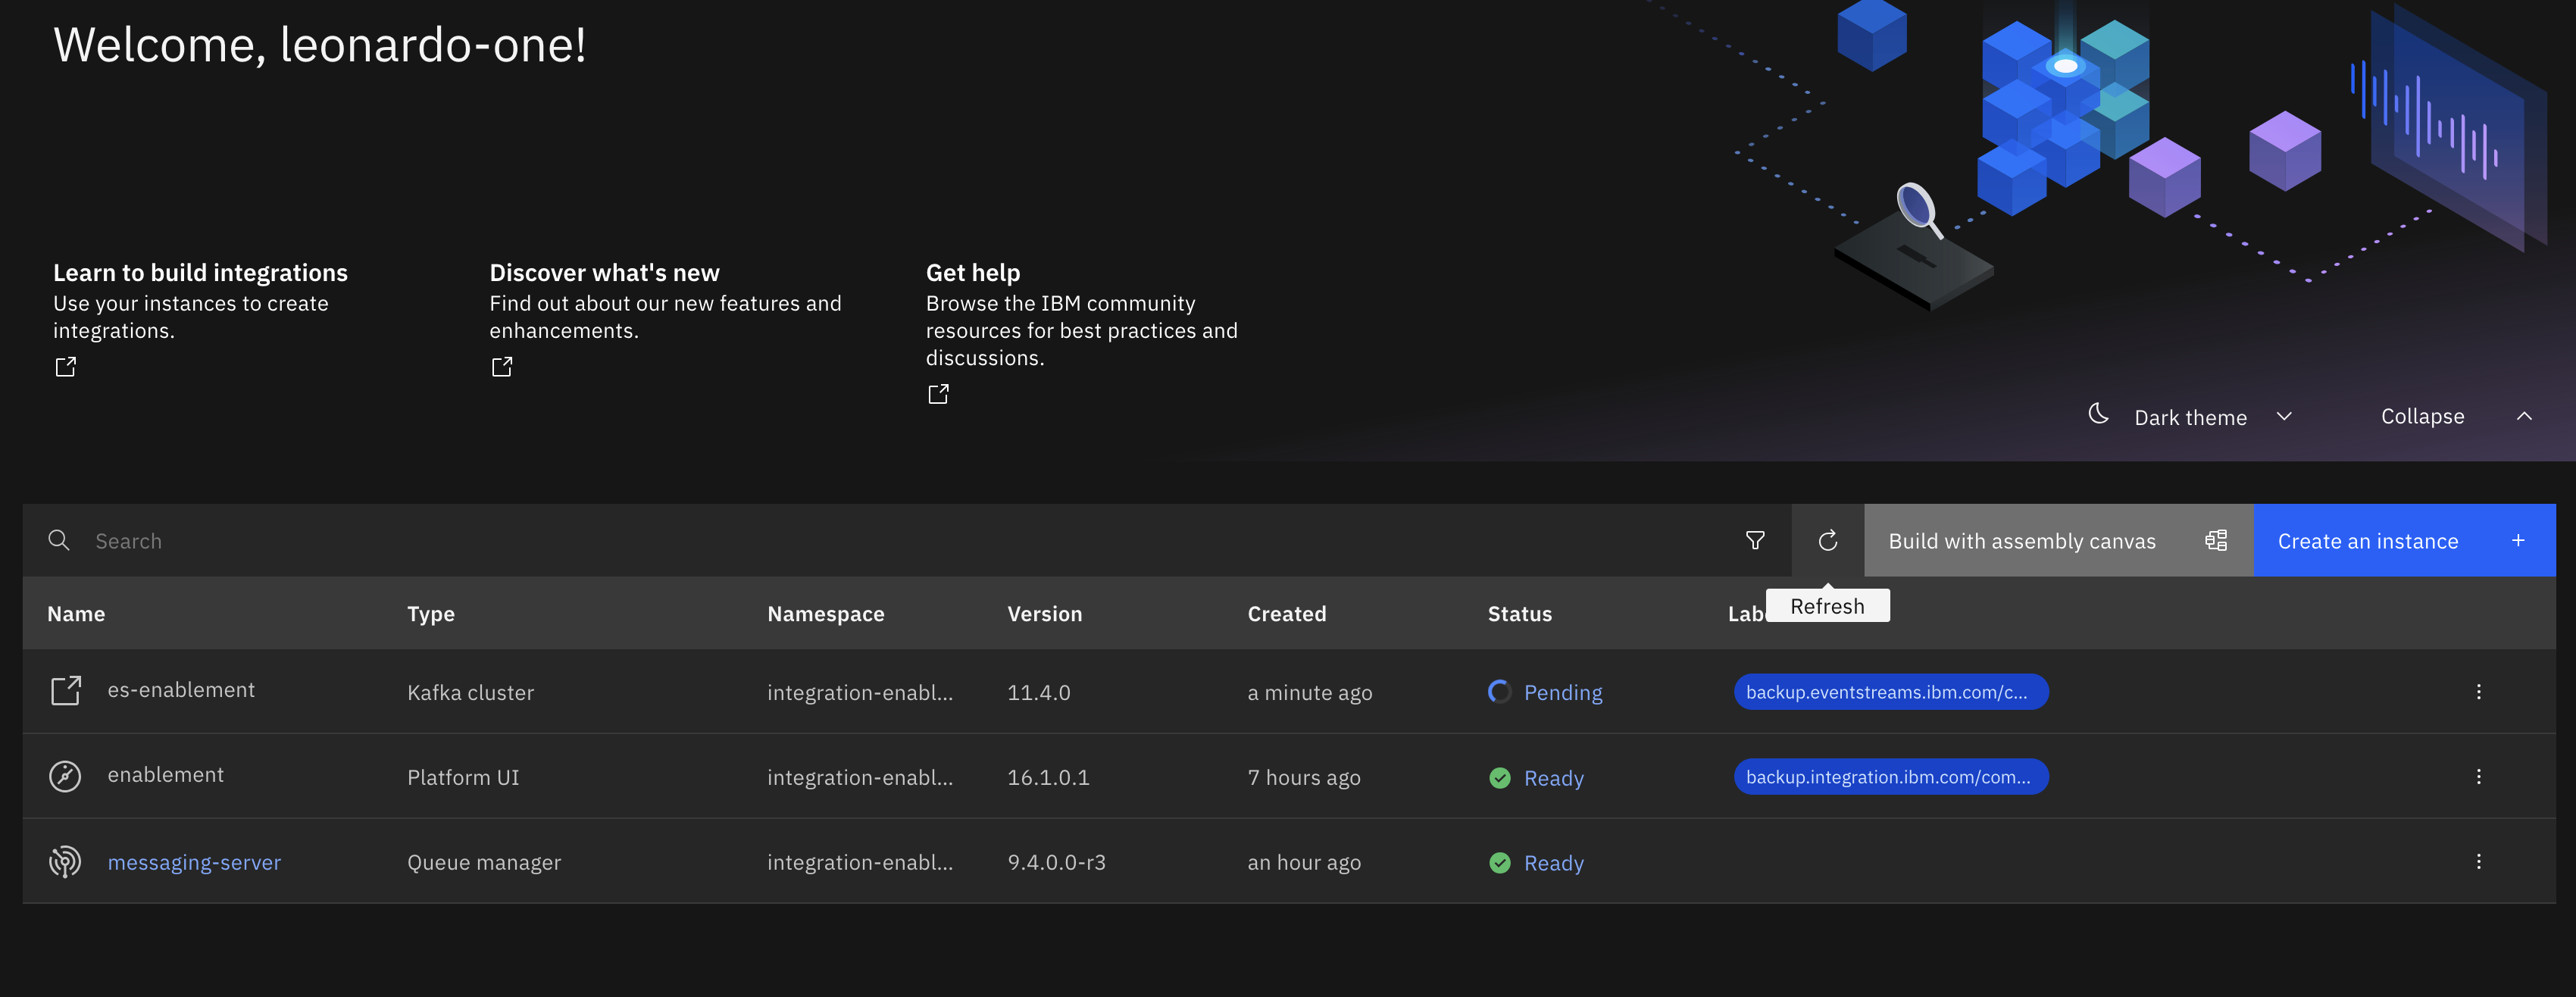 Welcome, leonardo-one!
Learn to build integrations
Use your instances to create
integrations.
Discover what's new
Find out about our new features and
enhancements.
Get help
Browse the IBM community
resources for best practices and
discussions.
Dark theme
Collapse
Search
Build with assembly canvas
Create an instance +
Refresh
Name Type Namespace Version Created Status Lab
es-enablement Kafka cluster integration-enabl... 11.4.0 a minute ago Pending backup.eventstreams.ibm.com/c...
enablement Platform UI integration-enabl... 16.1.0.1 7 hours ago Ready backup.integration.ibm.com/com...
messaging-server Queue manager integration-enabl... 9.4.0.0-r3 an hour ago Ready